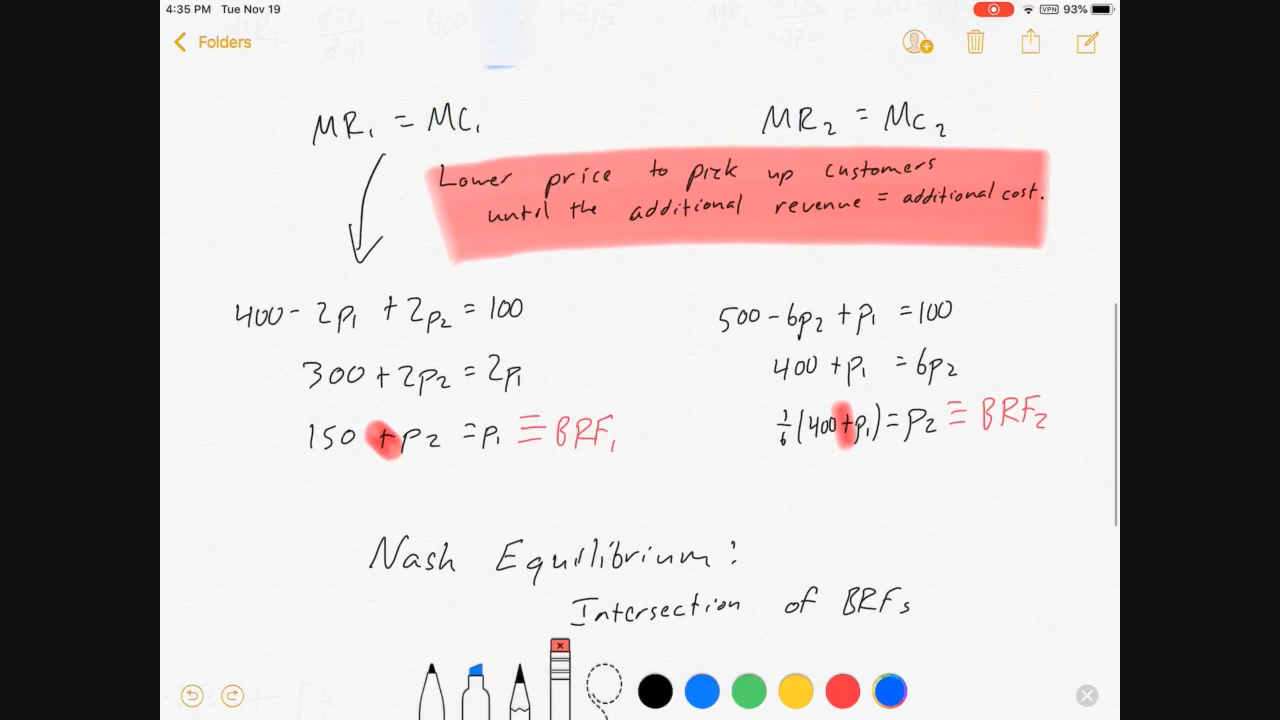 4:35 PM Tue Nov 19
VPN 93%
Folders
MR₁ = MC₁
MR₂ = MC₂
Lower price to pick up customers
until the additional revenue = additional cost.
400 - 2p₁ + 2p₂ = 100
300 + 2p₂ = 2p₁
150 + p₂ = p₁ ≡ BRF₁
500 - 6p₂ + p₁ = 100
400 + p₁ = 6p₂
1/6 (400 + p₁) = p₂ ≡ BRF₂
Nash Equilibrium:
Intersection of BRFs